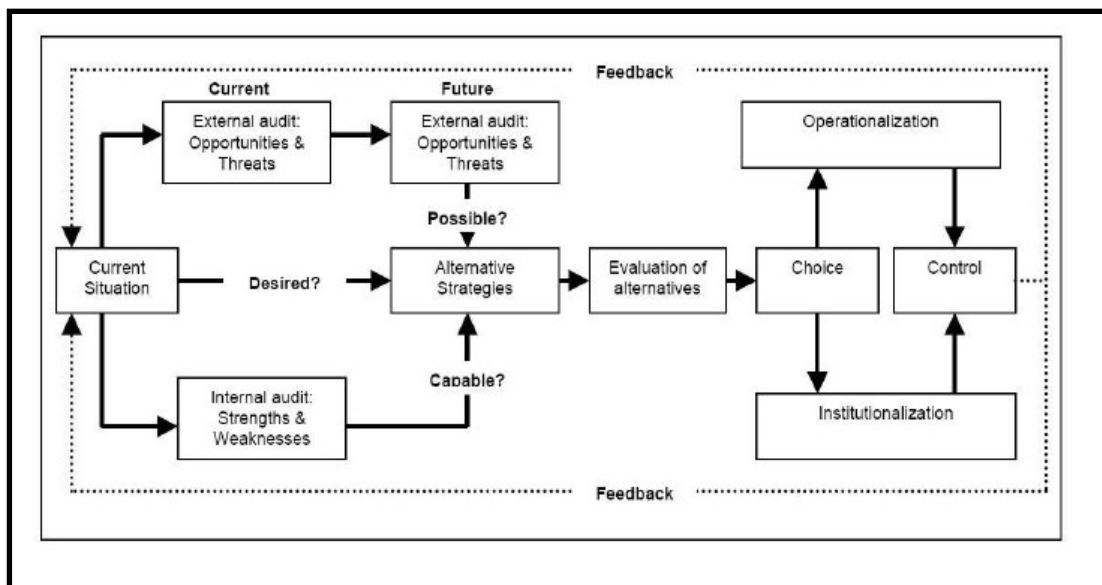 Feedback
Current
Future
External audit:
Opportunities &
Threats
External audit:
Opportunities &
Threats
Operationalization
Possible?
Current
Situation
Desired?
Alternative
Strategies
Evaluation of
alternatives
Choice
Control
Capable?
Internal audit:
Strengths &
Weaknesses
Institutionalization
Feedback